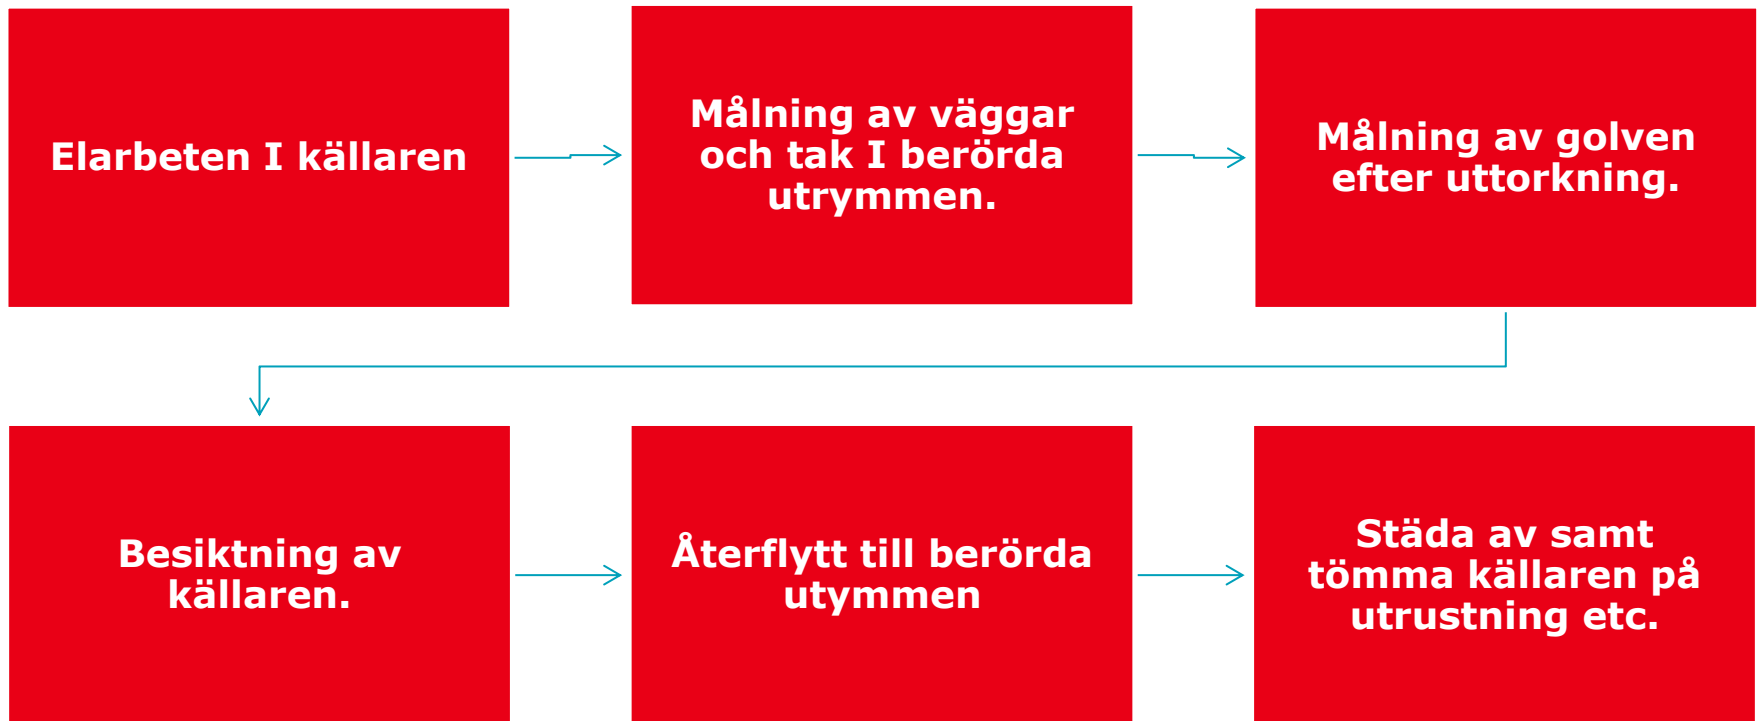 Elarbeten I källaren
Målning av väggar
och tak I berörda
utrymmen.
Målning av golven
efter uttorkning.
Besiktning av
källaren.
Återflytt till berörda
utymmen
Städa av samt
tömma källaren på
utrustning etc.